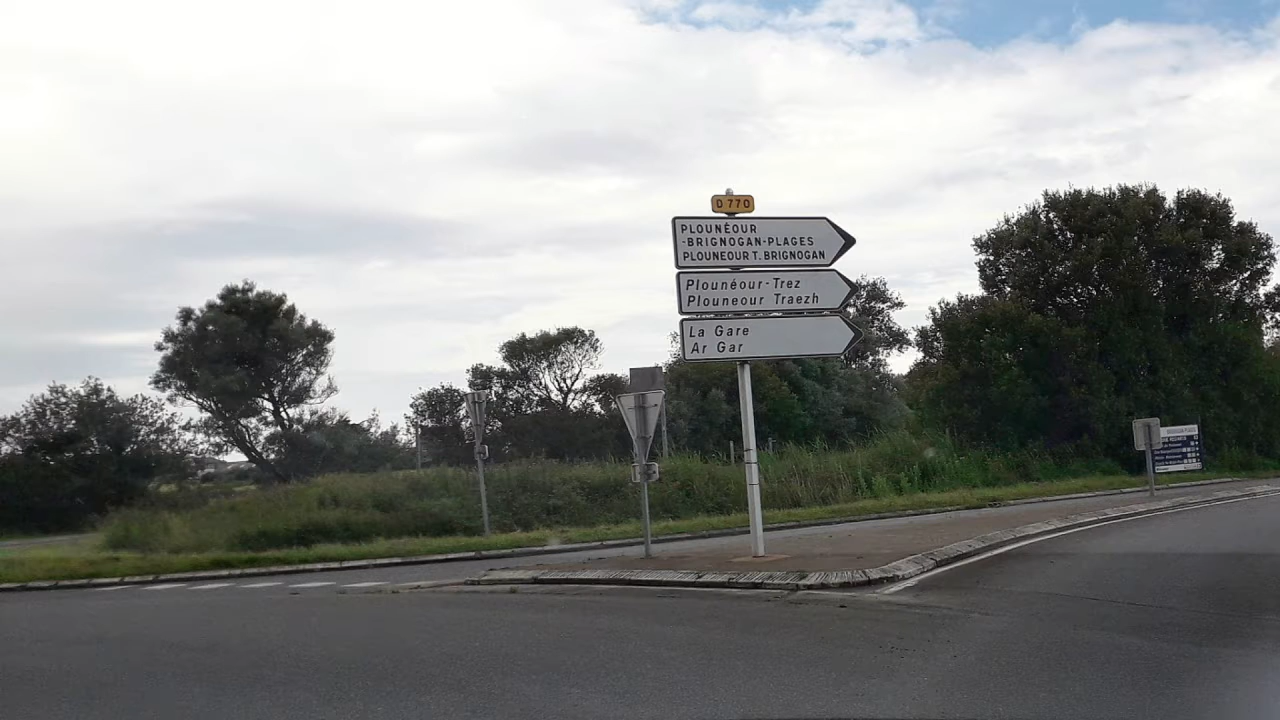 D 770
PLOUNÉOUR
-BRIGNOGAN-PLAGES
PLOUNEOUR T. BRIGNOGAN
Plounéour-Trez
Plouneour Traezh
La Gare
Ar Gar